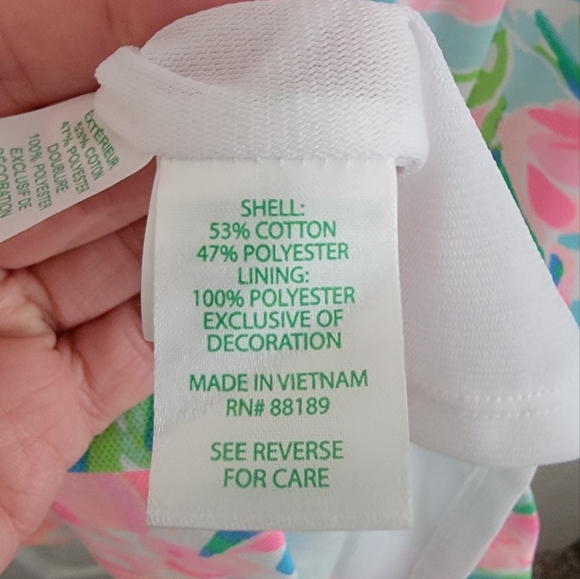 SHELL:
53% COTTON
47% POLYESTER
LINING:
100% POLYESTER
EXCLUSIVE OF
DECORATION
MADE IN VIETNAM
RN# 88189
SEE REVERSE
FOR CARE
EXTÉRIEUR:
53% COTON
47% POLYESTER
DOUBLURE:
100% POLYESTER
EXCLUSIF DE
DÉCORATION